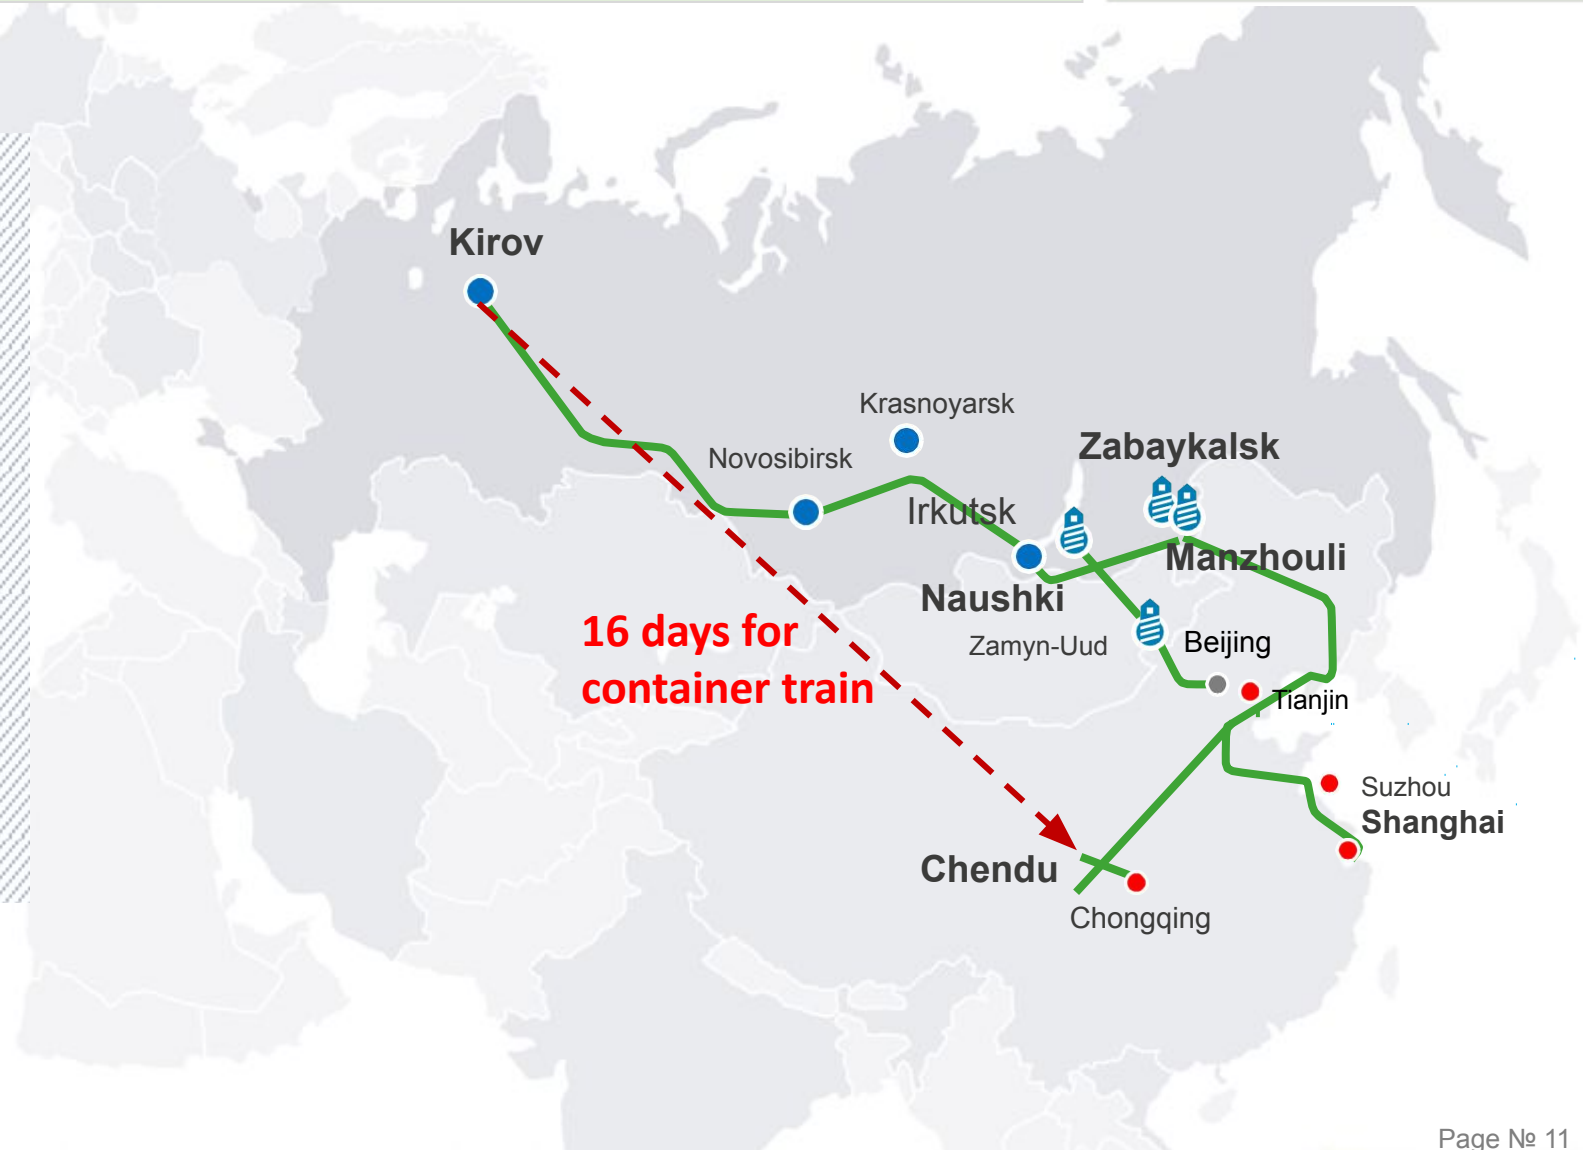 Kirov
Krasnoyarsk
Zabaykalsk
Novosibirsk
Irkutsk
Manzhouli
Naushki
16 days for
container train
Zamyn-Uud
Beijing
Tianjin
Suzhou
Shanghai
Chendu
Chongqing
Page № 11